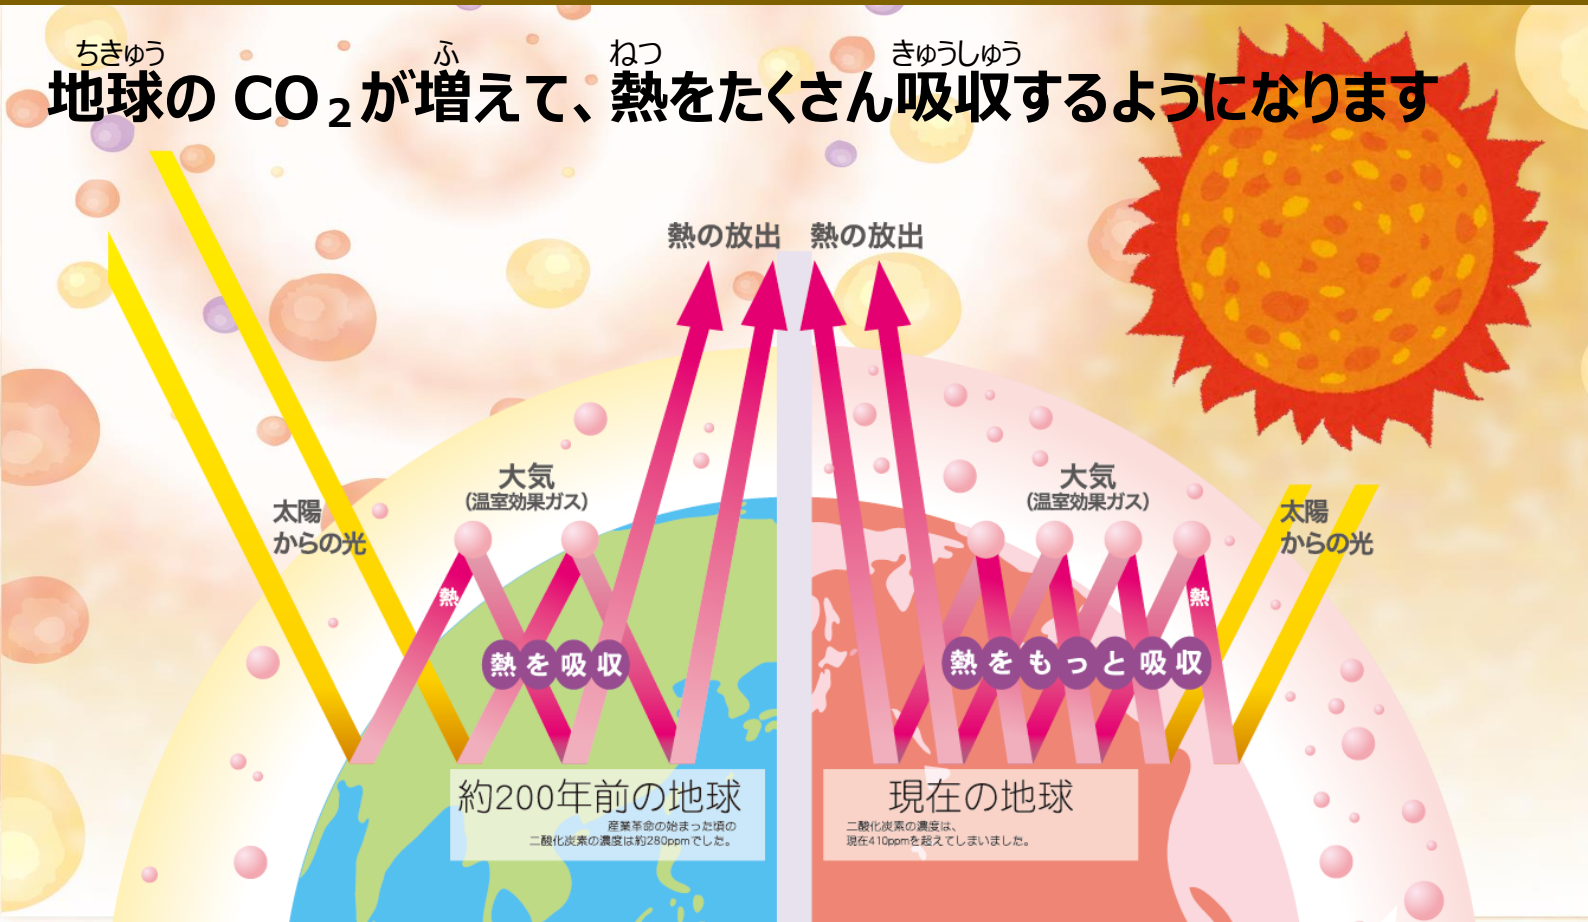 ちきゅう ふ ねつ きゅうしゅう
地球の CO₂が増えて、熱をたくさん吸収するようになります
熱の放出 熱の放出
大気
(温室効果ガス)
太陽
からの光
熱
熱を吸収
約200年前の地球
産業革命の始まった頃の
二酸化炭素の濃度は約280ppmでした。
大気
(温室効果ガス)
太陽
からの光
熱
熱をもっと吸収
現在の地球
二酸化炭素の濃度は、
現在410ppmを超えてしまいました。